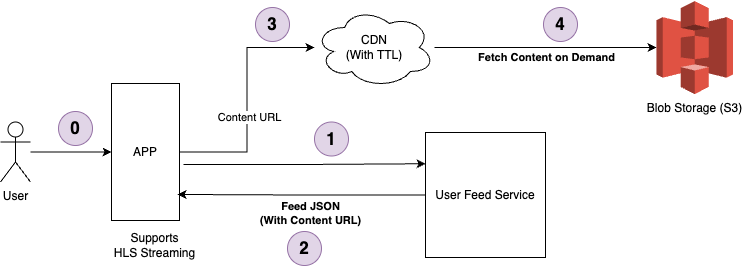 3
4
CDN
(With TTL)
Fetch Content on Demand
Blob Storage (S3)
0
Content URL
1
APP
User
User Feed Service
Feed JSON
(With Content URL)
Supports
HLS Streaming
2